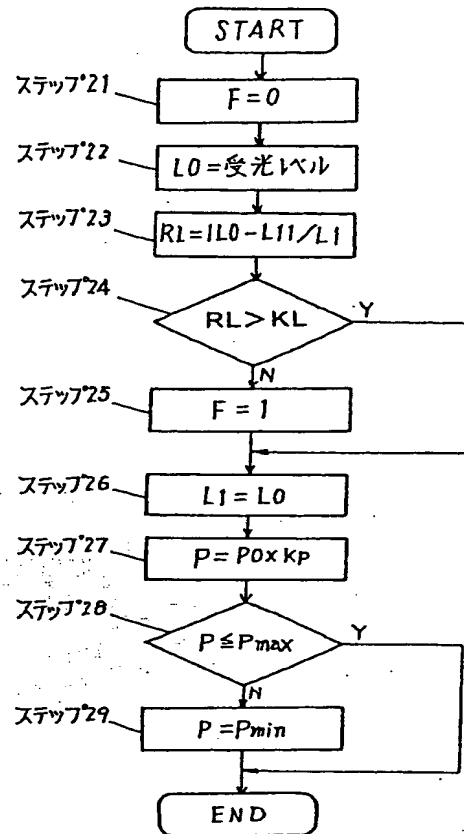 START
ステップ21
F=0
ステップ22
L0=受光レベル
ステップ23
RL=|L0-L1|/L1
ステップ24
RL>KL
Y
N
ステップ25
F=1
ステップ26
L1=L0
ステップ27
P=P0×KP
ステップ28
P≦Pmax
Y
N
ステップ29
P=Pmin
END